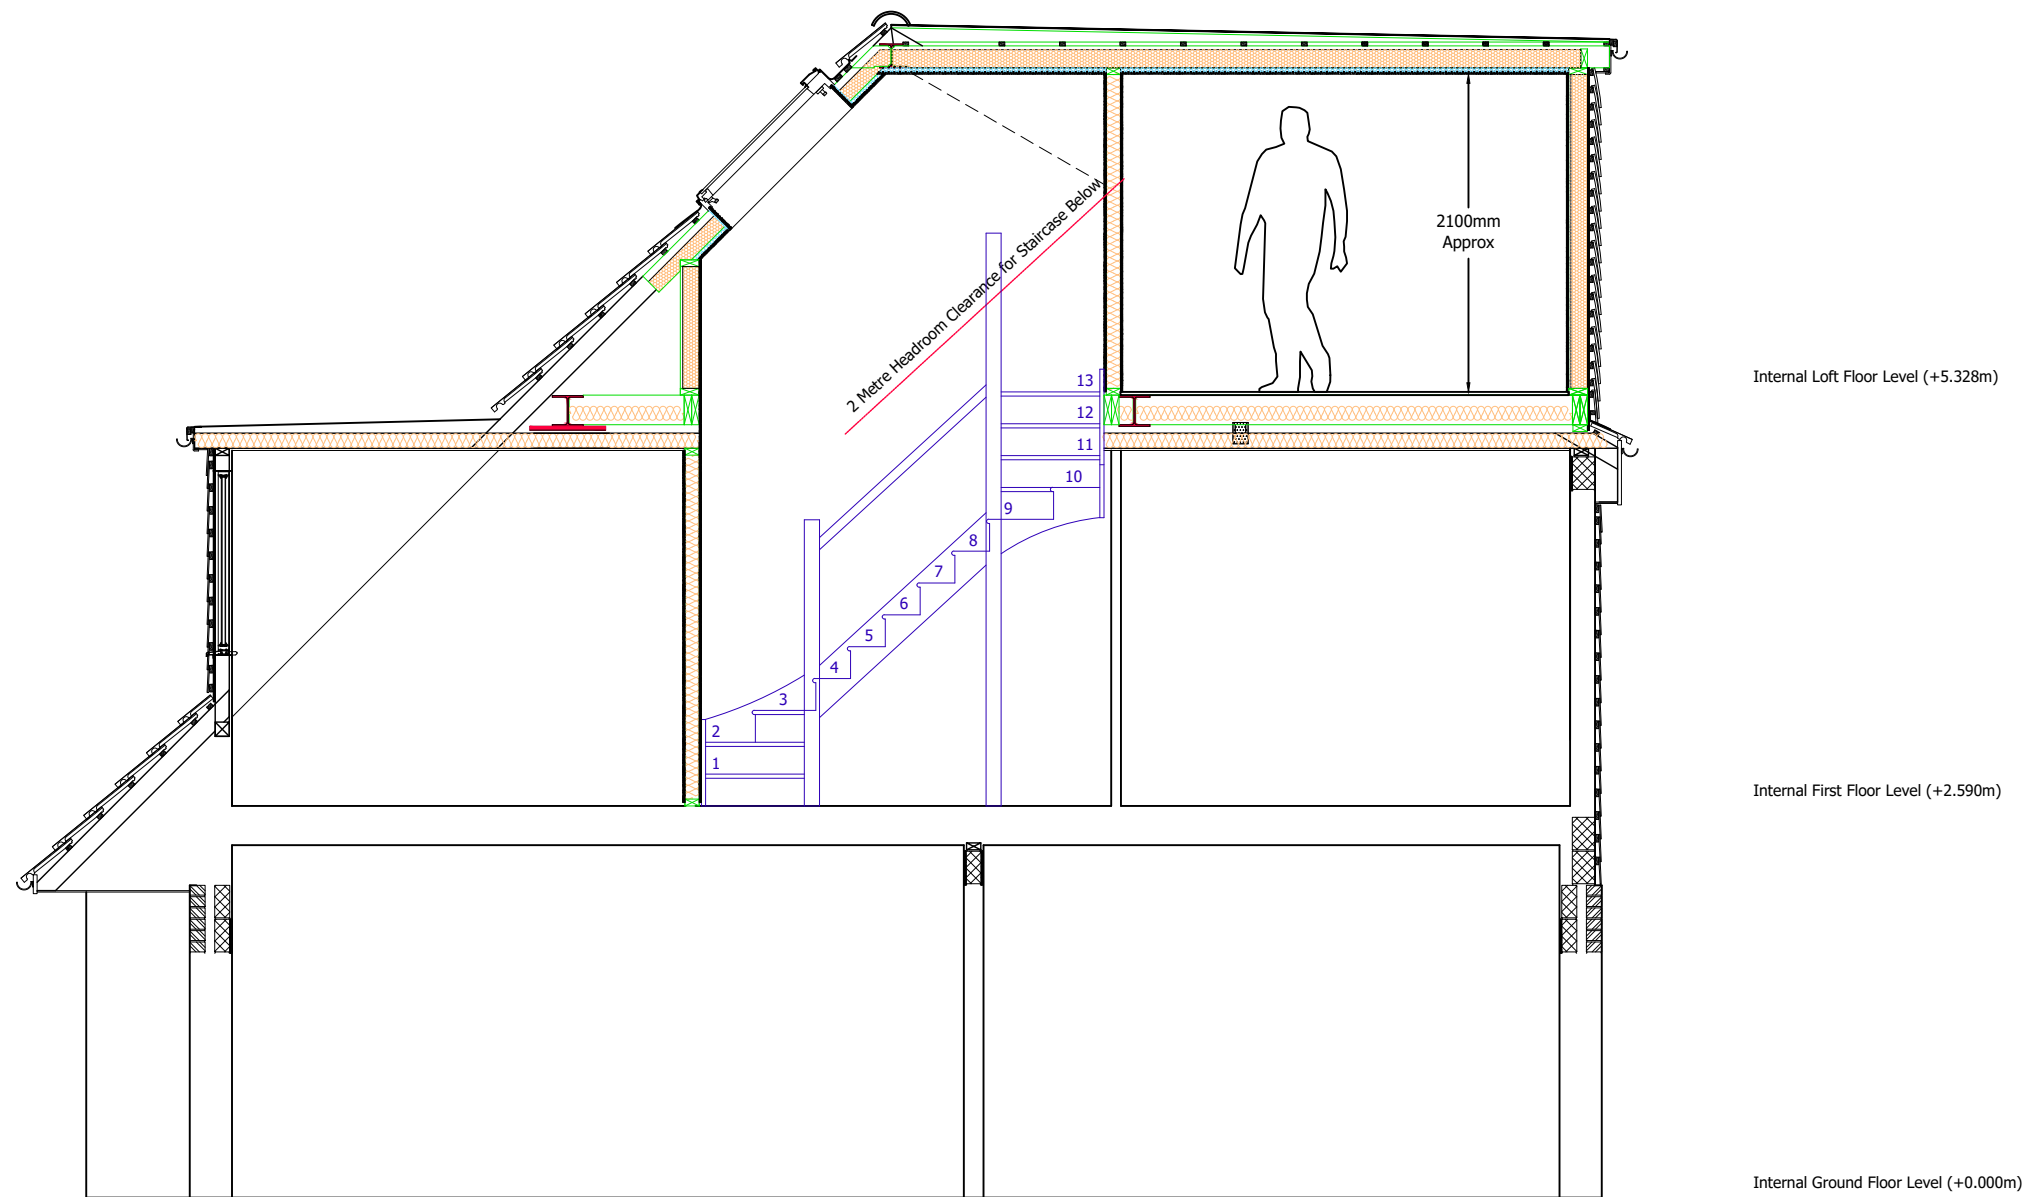 2 Metre Headroom Clearance for Staircase Below
2100mm
Approx
Internal Loft Floor Level (+5.328m)
13
12
11
10
9
8
7
6
5
4
3
2
1
Internal First Floor Level (+2.590m)
Internal Ground Floor Level (+0.000m)